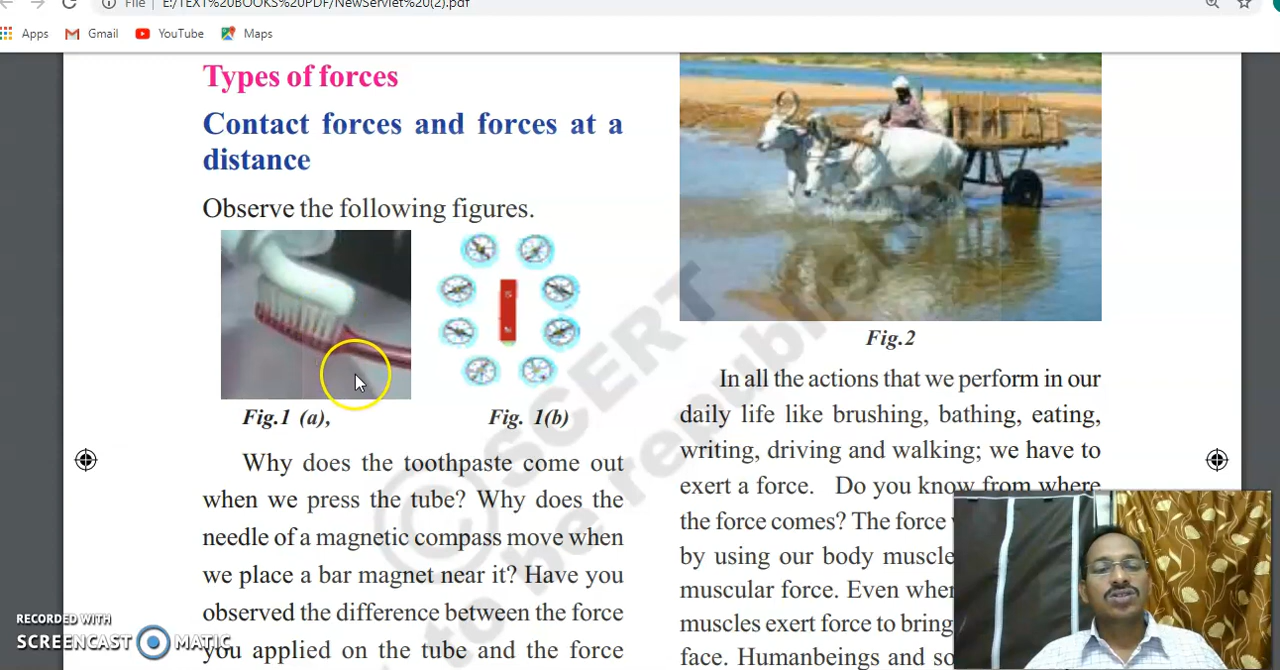 File
E:/TEXT%20BOOKS%20PDF/NewServlet%20(2).pdf
Apps
Gmail
YouTube
Maps
Types of forces
Contact forces and forces at a
distance
Observe the following figures.
Fig.1 (a),
Fig. 1(b)
Why does the toothpaste come out
when we press the tube? Why does the
needle of a magnetic compass move when
we place a bar magnet near it? Have you
observed the difference between the force
you applied on the tube and the force
Fig.2
In all the actions that we perform in our
daily life like brushing, bathing, eating,
writing, driving and walking; we have to
exert a force. Do you know from where
the force comes? The force
by using our body muscle
muscular force. Even when
muscles exert force to bring
face. Humanbeings and so
© SCERT
to be republish
RECORDED WITH
SCREENCAST MATIC